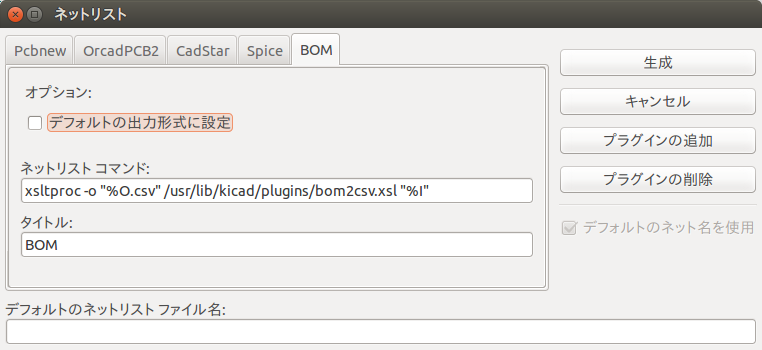 ネットリスト
Pcbnew OrcadPCB2 CadStar Spice BOM
オプション:
デフォルトの出力形式に設定
ネットリスト コマンド:
xsltproc -o "%O.csv" /usr/lib/kicad/plugins/bom2csv.xsl "%I"
タイトル:
BOM
生成
キャンセル
プラグインの追加
プラグインの削除
デフォルトのネット名を使用
デフォルトのネットリスト ファイル名: